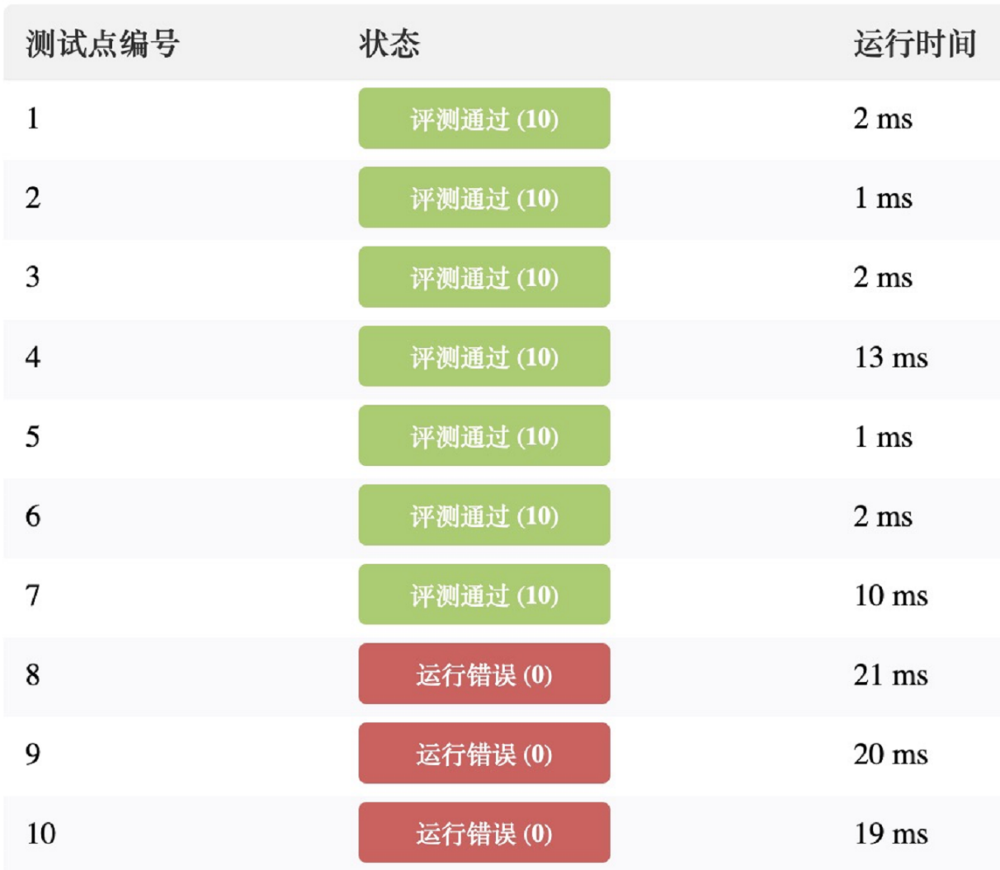 测试点编号 状态 运行时间
1 评测通过 (10) 2 ms
2 评测通过 (10) 1 ms
3 评测通过 (10) 2 ms
4 评测通过 (10) 13 ms
5 评测通过 (10) 1 ms
6 评测通过 (10) 2 ms
7 评测通过 (10) 10 ms
8 运行错误 (0) 21 ms
9 运行错误 (0) 20 ms
10 运行错误 (0) 19 ms